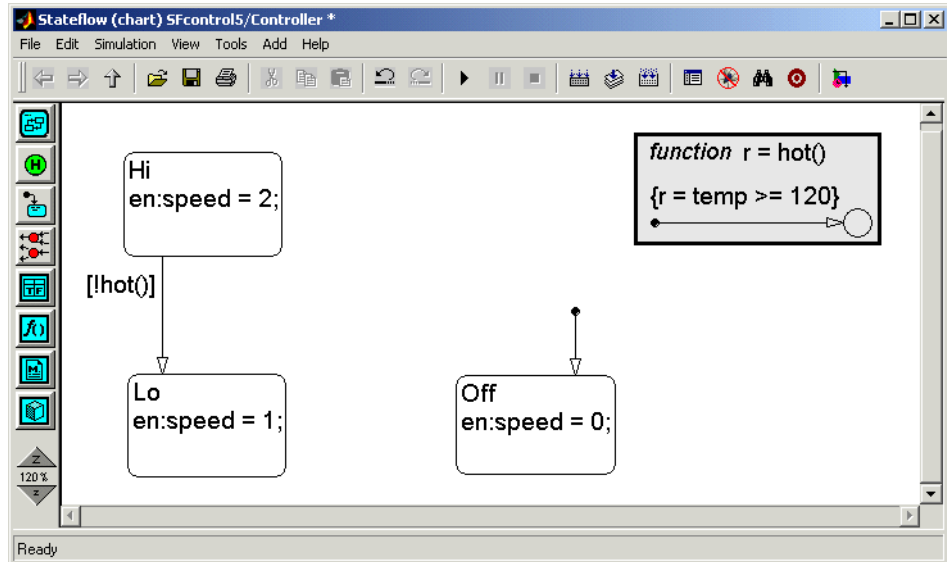 Stateflow (chart) SFcontrol5/Controller *
File Edit Simulation View Tools Add Help
Hi
en:speed = 2;
function r = hot()
{r = temp >= 120}
[!hot()]
Lo
en:speed = 1;
Off
en:speed = 0;
H
TF
f()
M
Z
120 %
z
Ready